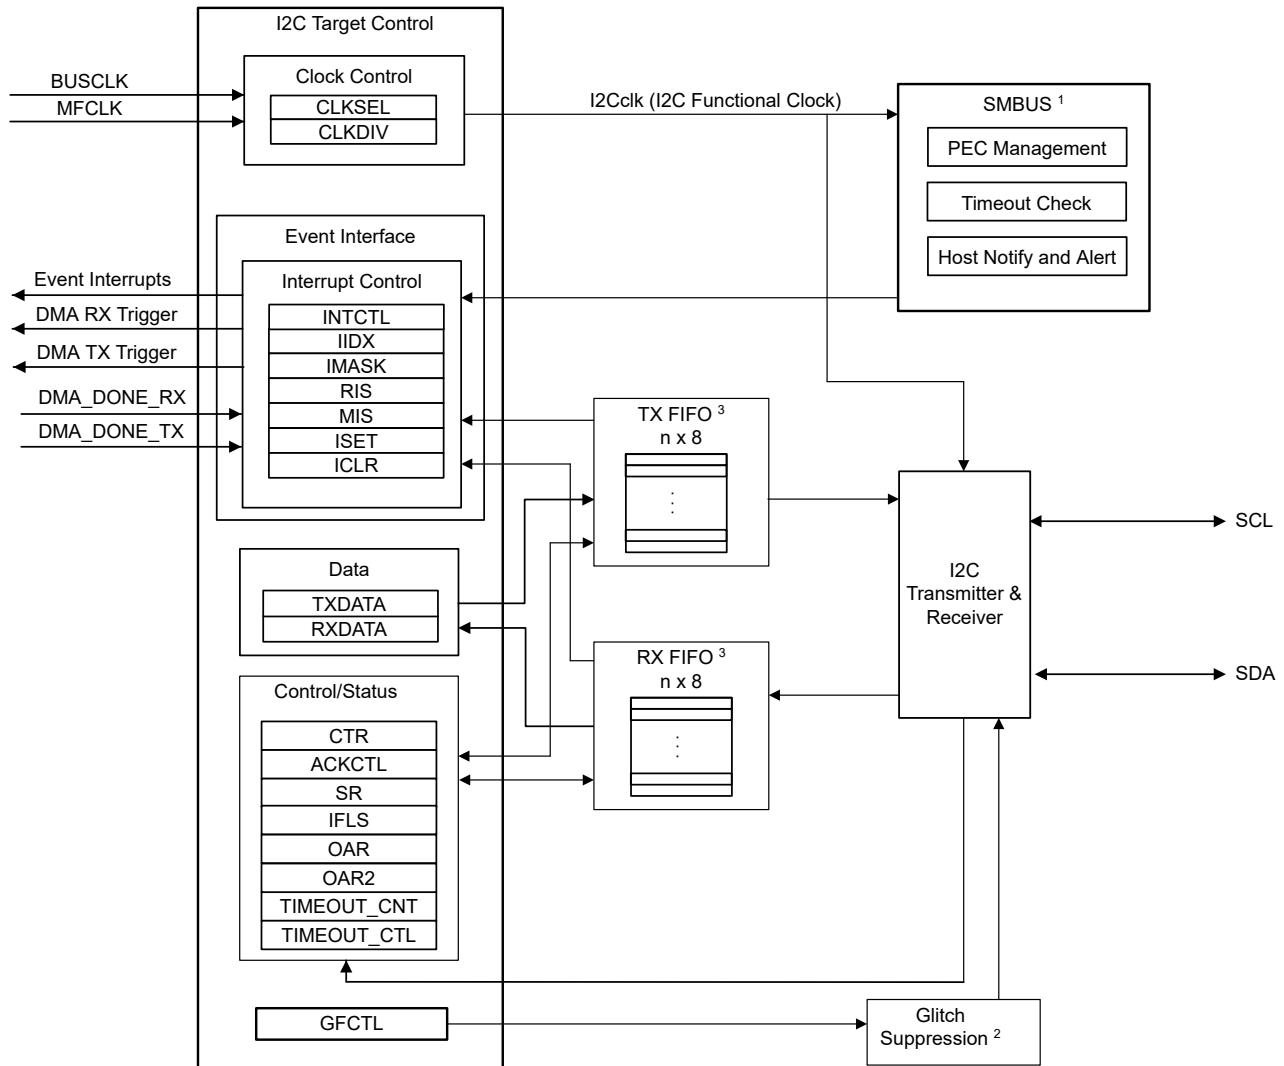 I2C Target Control
Clock Control
BUSCLK
MFCLK
CLKSEL
CLKDIV
I2Cclk (I2C Functional Clock)
SMBUS 1
PEC Management
Timeout Check
Host Notify and Alert
Event Interface
Interrupt Control
Event Interrupts
DMA RX Trigger
DMA TX Trigger
DMA_DONE_RX
DMA_DONE_TX
INTCTL
IIDX
IMASK
RIS
MIS
ISET
ICLR
TX FIFO 3
n x 8
Data
TXDATA
RXDATA
RX FIFO 3
n x 8
I2C
Transmitter &
Receiver
SCL
SDA
Control/Status
CTR
ACKCTL
SR
IFLS
OAR
OAR2
TIMEOUT_CNT
TIMEOUT_CTL
GFCTL
Glitch
Suppression 2